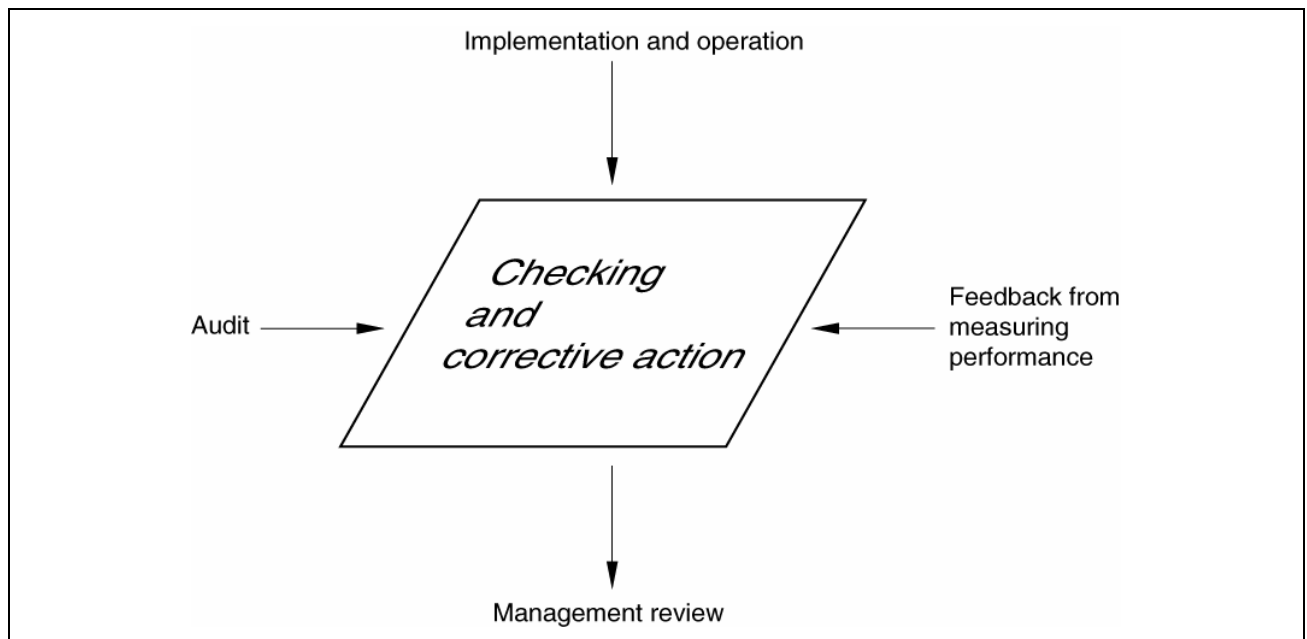 Implementation and operation
Checking
and
corrective action
Audit
Feedback from
measuring
performance
Management review